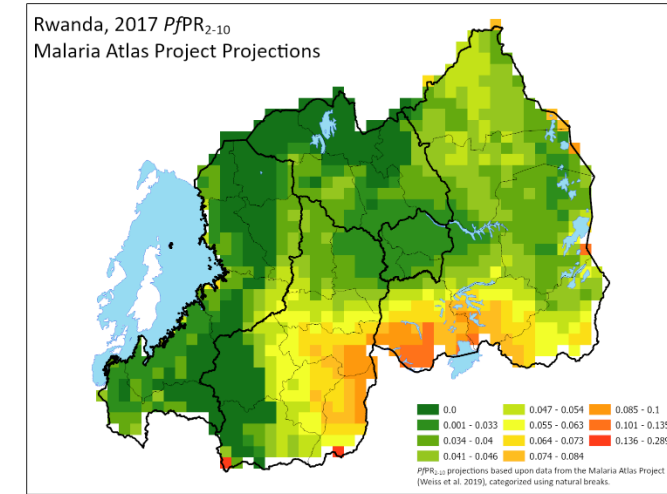 Rwanda, 2017 PfPR2-10
Malaria Atlas Project Projections
0.0
0.001 - 0.033
0.034 - 0.04
0.041 - 0.046
0.047 - 0.054
0.055 - 0.063
0.064 - 0.073
0.074 - 0.084
0.085 - 0.1
0.101 - 0.135
0.136 - 0.289
PfPR2-10 projections based upon data from the Malaria Atlas Project
(Weiss et al. 2019), categorized using natural breaks.